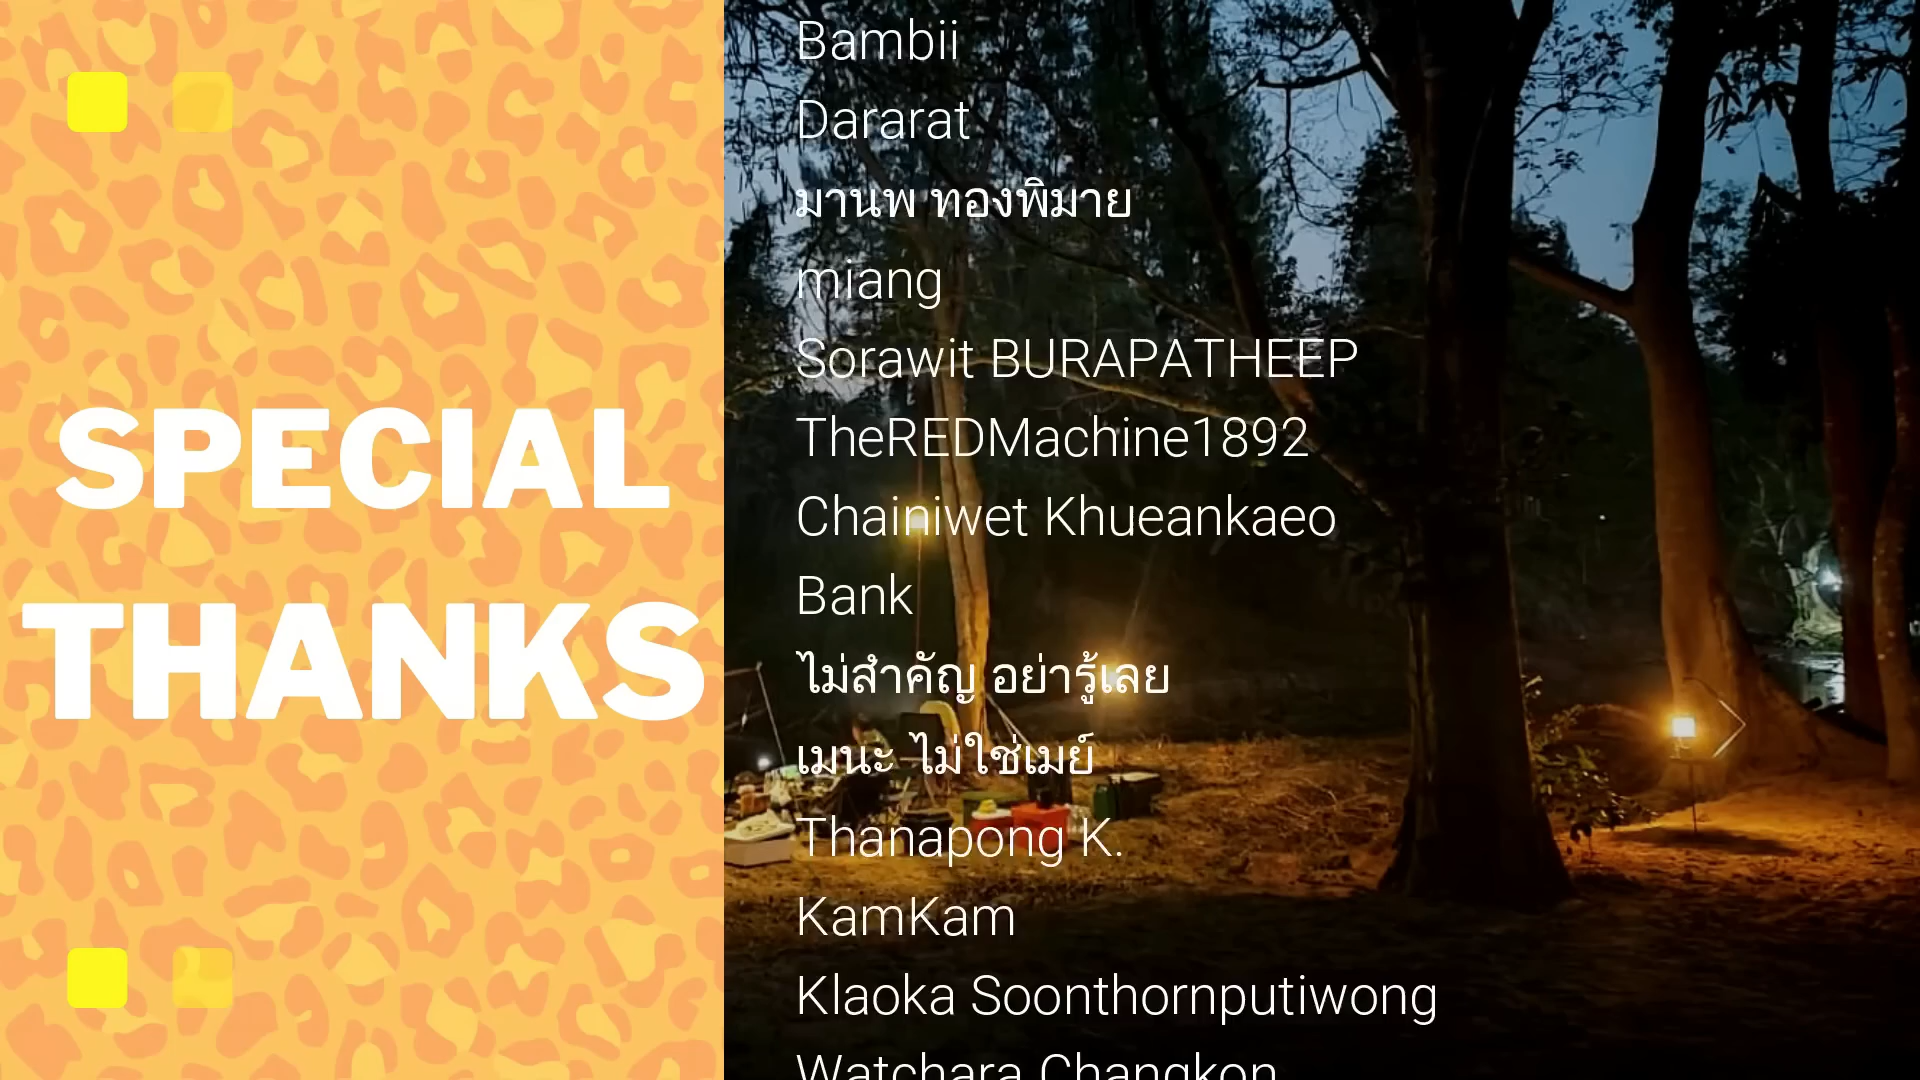 SPECIAL
THANKS
Bambii
Dararat
มานพ ทองพิมาย
miang
Sorawit BURAPATHEEP
TheREDMachine1892
Chainiwet Khueankaeo
Bank
ไม่สำคัญ อย่ารู้เลย
เมนะ ไม่ใช่เมย์
Thanapong K.
KamKam
Klaoka Soonthornputiwong
Watchara Changkon